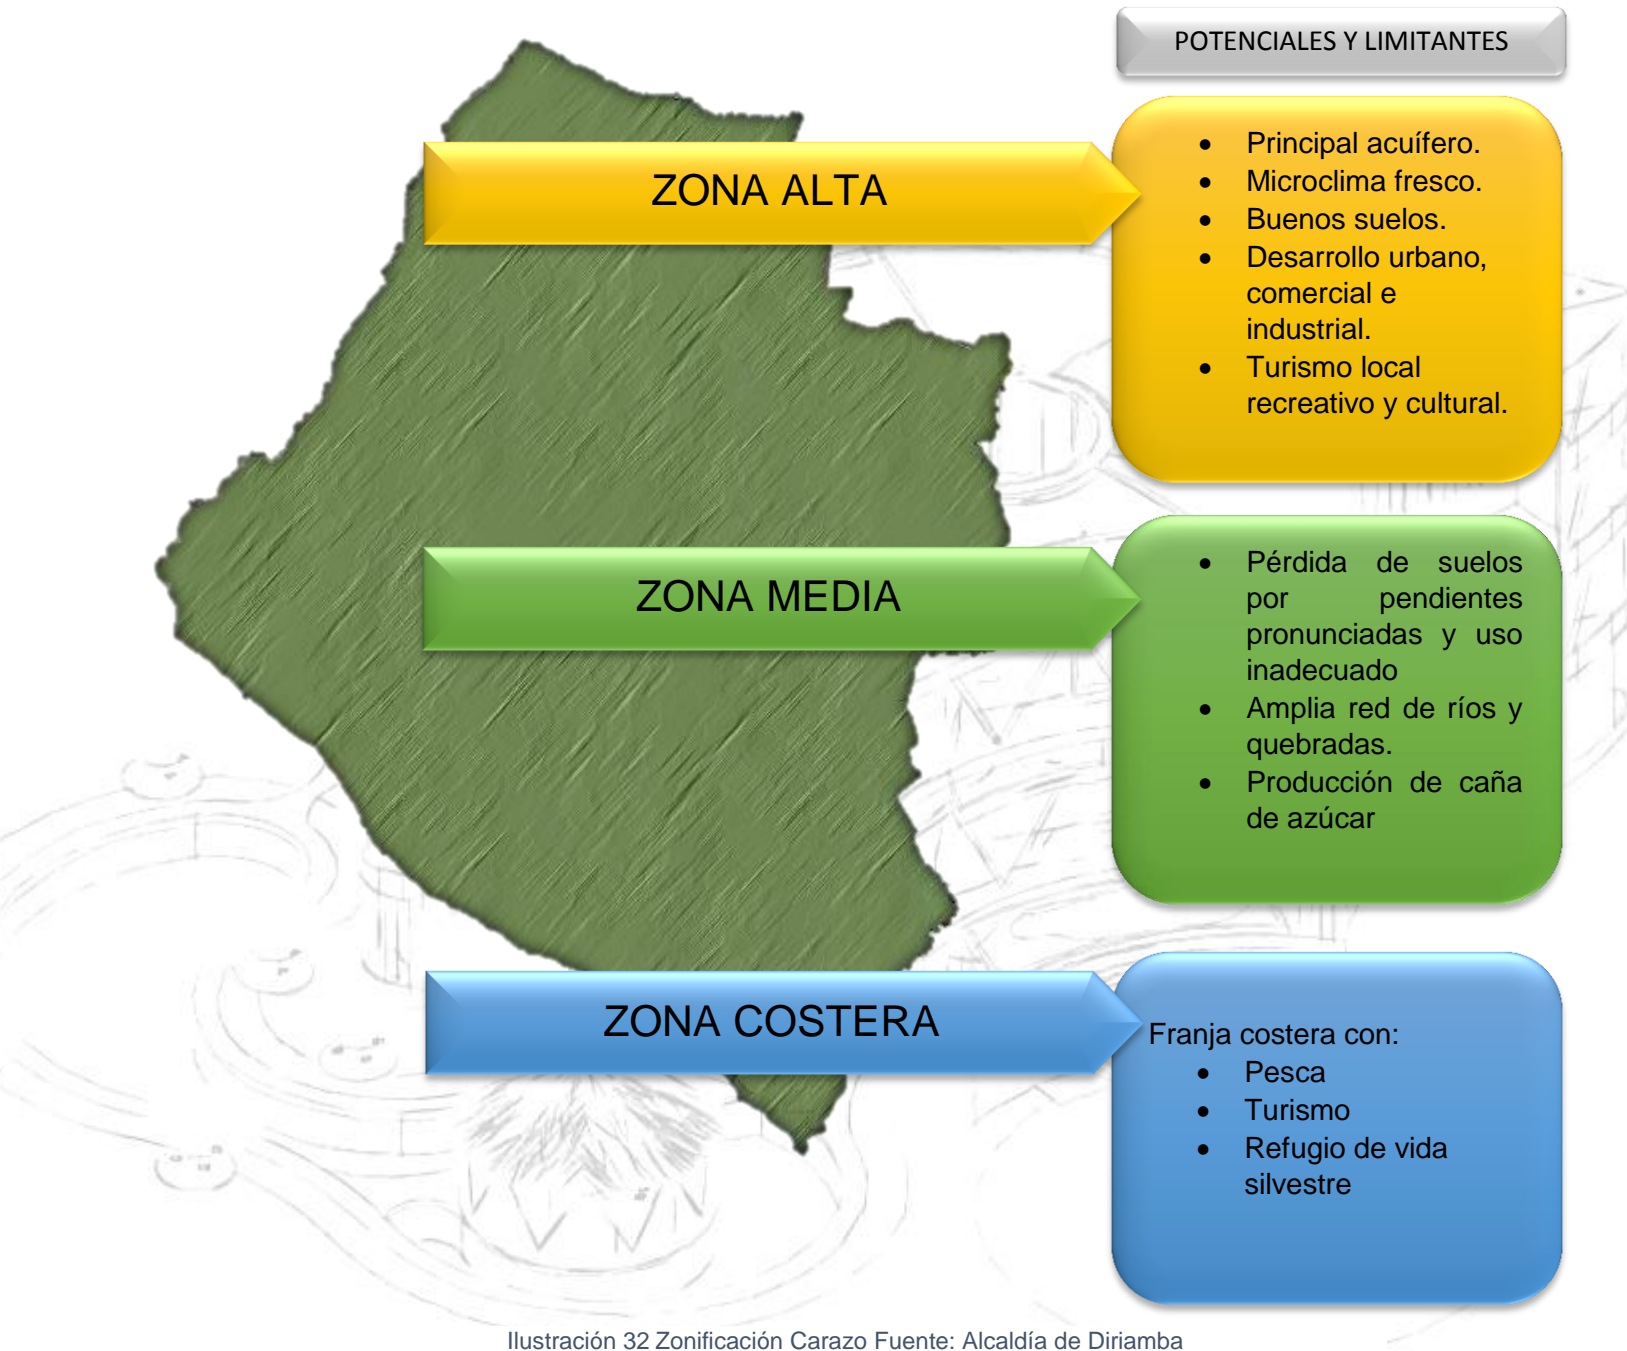 POTENCIALES Y LIMITANTES
ZONA ALTA
• Principal acuífero.
• Microclima fresco.
• Buenos suelos.
• Desarrollo urbano,
comercial e
industrial.
• Turismo local
recreativo y cultural.
ZONA MEDIA
• Pérdida de suelos
por pendientes
pronunciadas y uso
inadecuado
• Amplia red de ríos y
quebradas.
• Producción de caña
de azúcar
ZONA COSTERA
Franja costera con:
• Pesca
• Turismo
• Refugio de vida
silvestre
Ilustración 32 Zonificación Carazo Fuente: Alcaldía de Diriamba